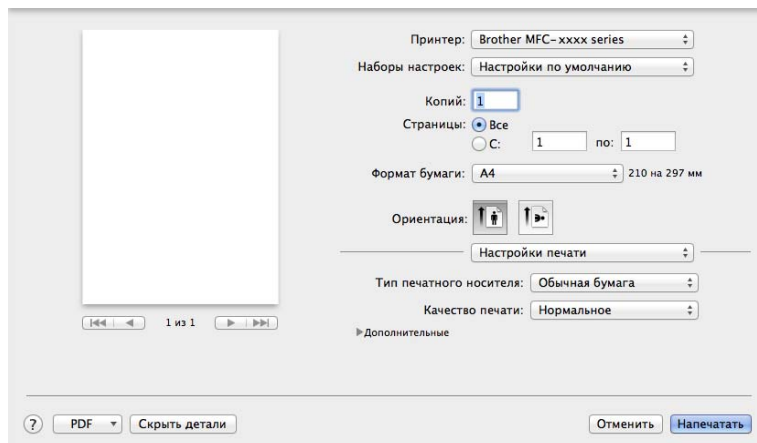 Принтер: Brother MFC-xxxx series
Наборы настроек: Настройки по умолчанию
Копий: 1
Страницы: Все
С: 1 по: 1
Формат бумаги: A4 210 на 297 мм
Ориентация:
Настройки печати
Тип печатного носителя: Обычная бумага
Качество печати: Нормальное
Дополнительные
1 из 1
? PDF Скрыть детали Отменить Напечатать